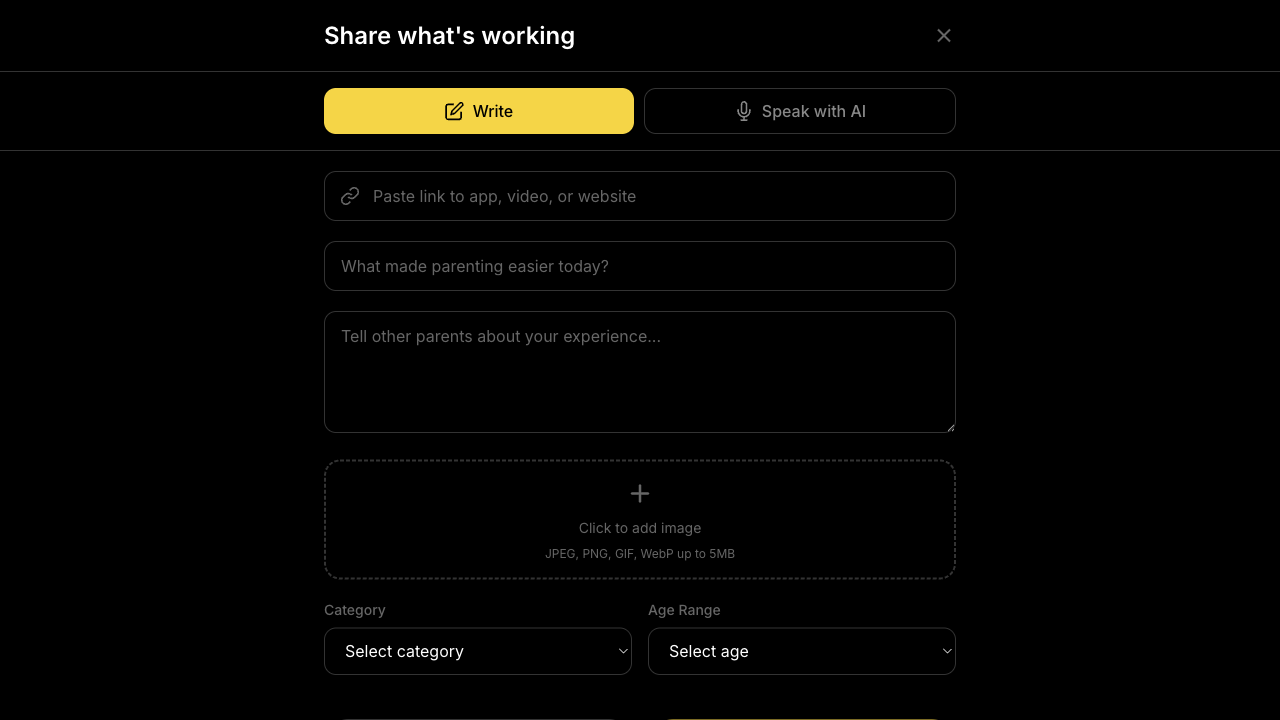 Share what's working
Write
Speak with AI
Paste link to app, video, or website
What made parenting easier today?
Tell other parents about your experience...
Click to add image
JPEG, PNG, GIF, WebP up to 5MB
Category
Age Range
Select category
Select age